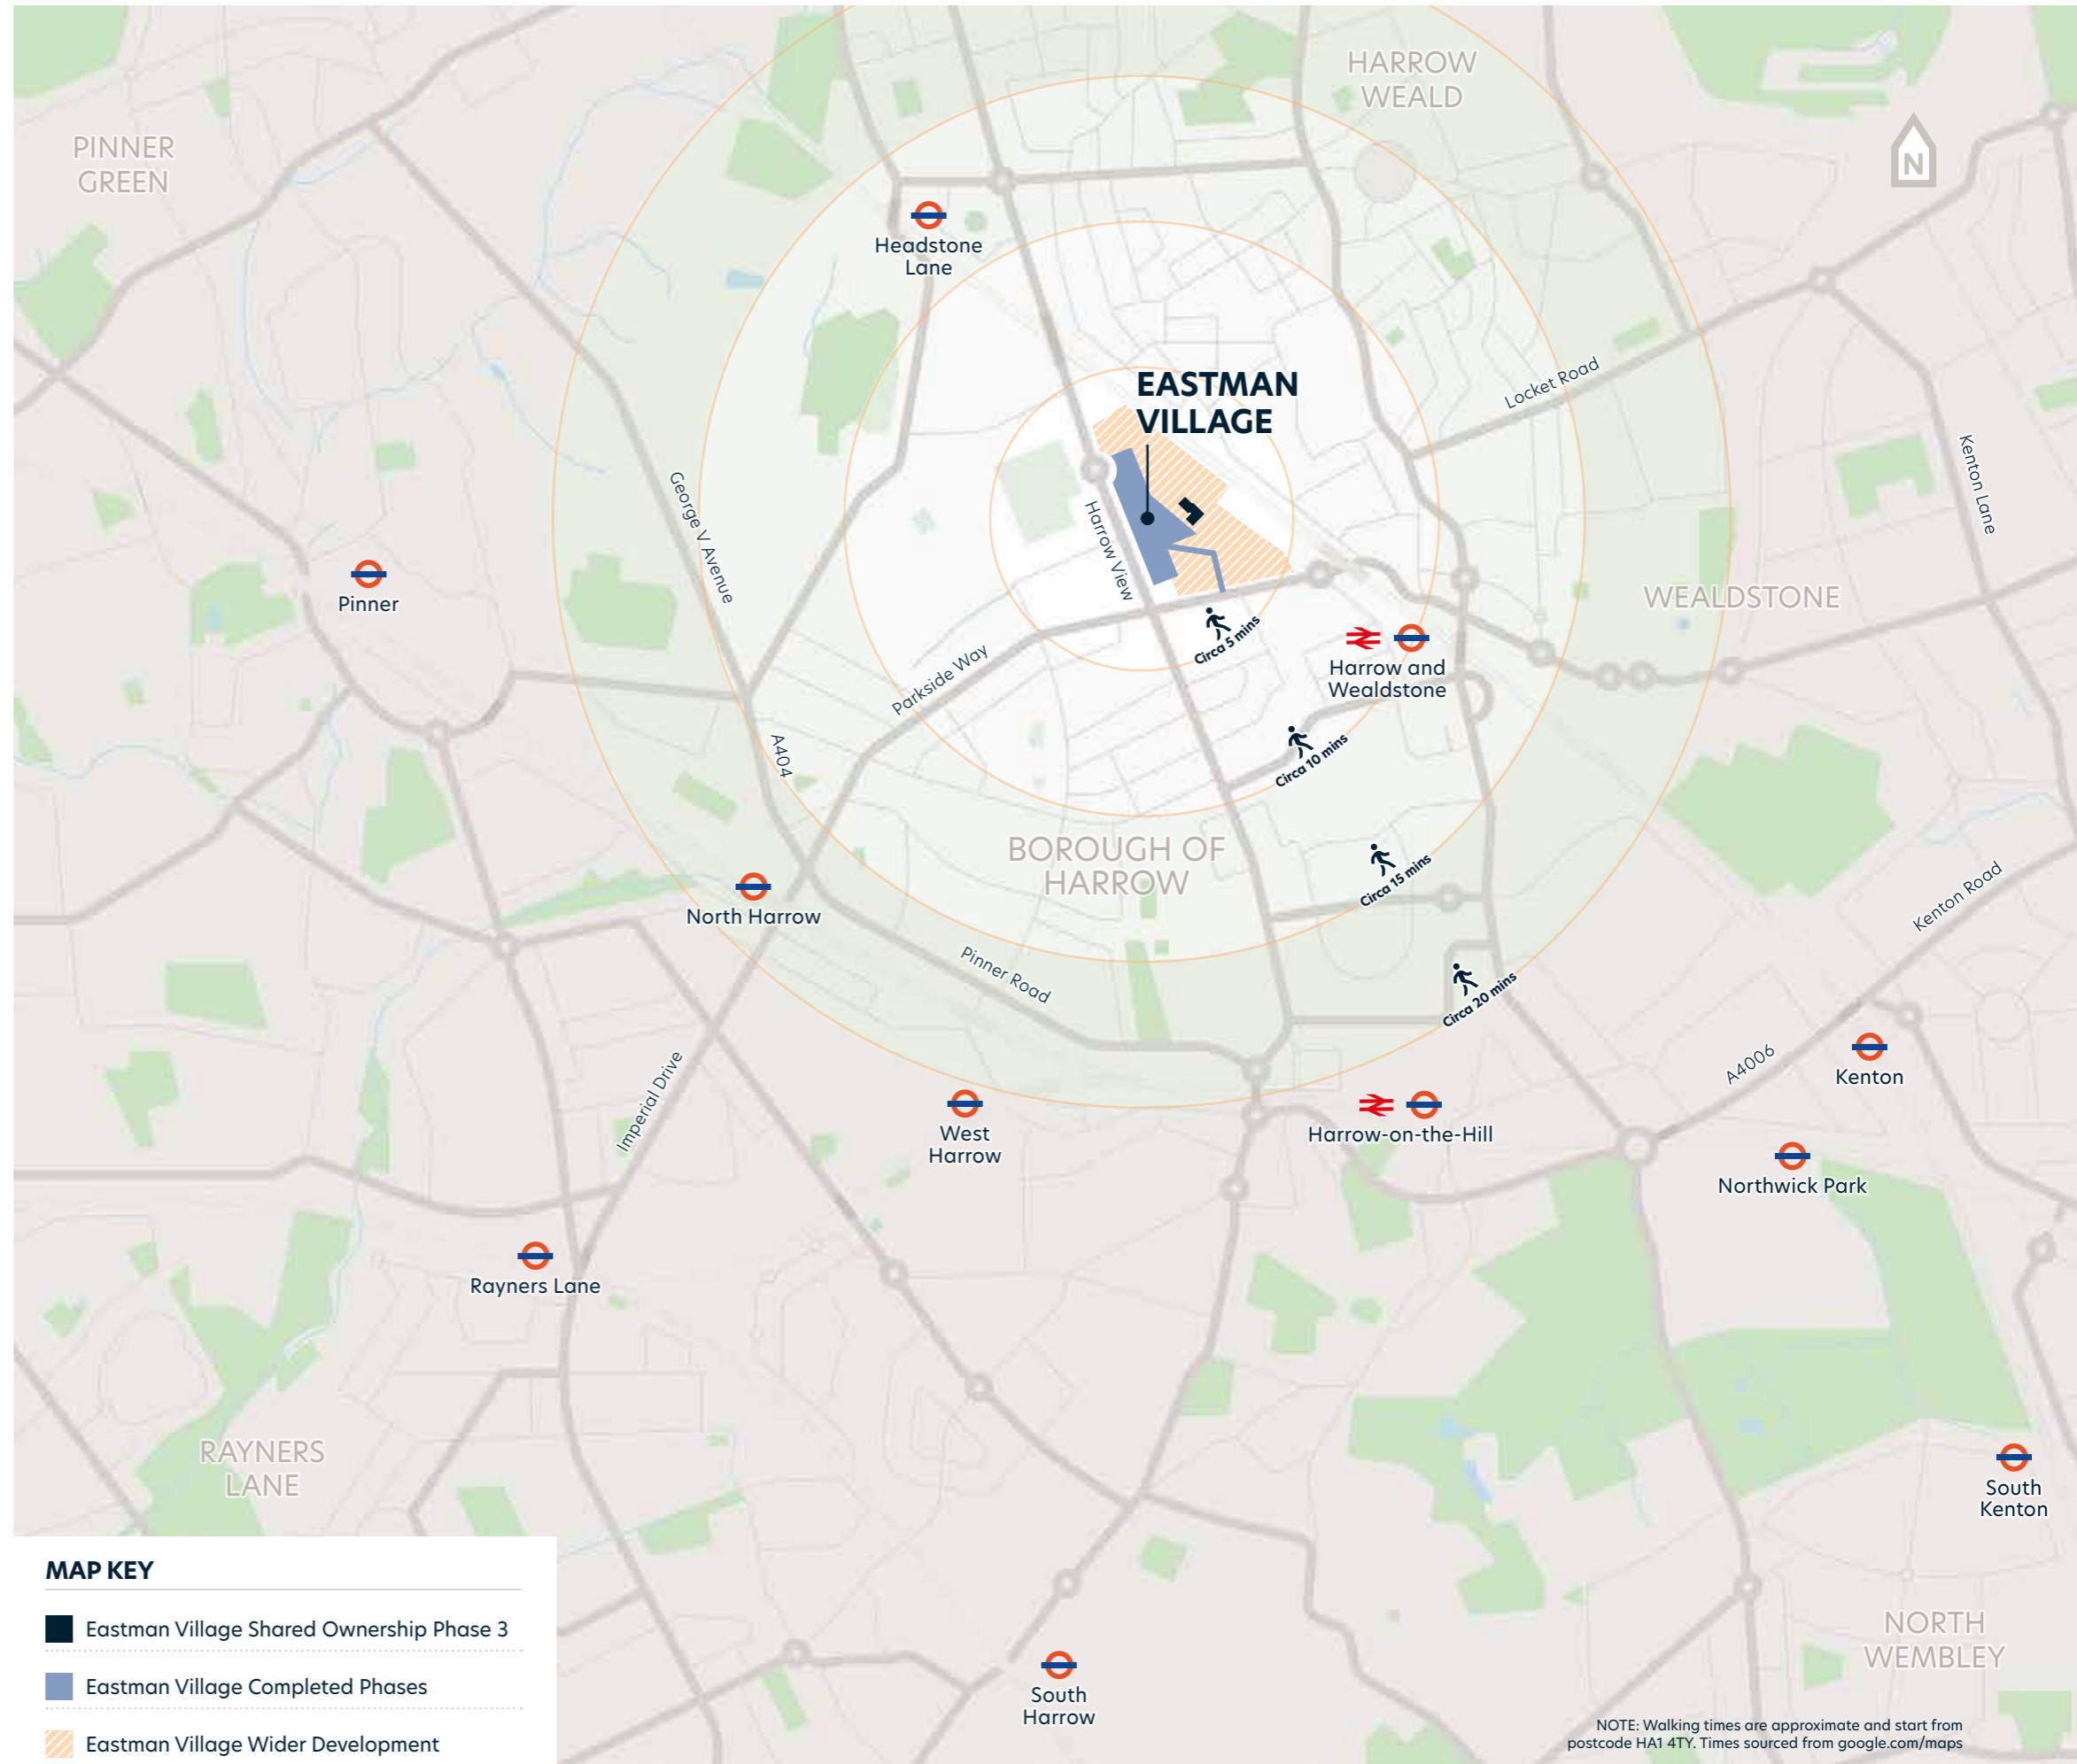 HARROW
WEALD
PINNER
GREEN
N
Headstone
Lane
EASTMAN
VILLAGE
Locket Road
Kenton Lane
George V Avenue
Harrow View
Pinner
WEALDSTONE
Circa 5 mins
Harrow and
Wealdstone
Parkside Way
A404
Circa 10 mins
BOROUGH OF
HARROW
Circa 15 mins
North Harrow
Kenton Road
Pinner Road
Circa 20 mins
Imperial Drive
A4006
Kenton
West
Harrow
Harrow-on-the-Hill
Northwick Park
Rayners Lane
RAYNERS
LANE
South
Kenton
MAP KEY
Eastman Village Shared Ownership Phase 3
Eastman Village Completed Phases
Eastman Village Wider Development
South
Harrow
NORTH
WEMBLEY
NOTE: Walking times are approximate and start from
postcode HA1 4TY. Times sourced from google.com/maps